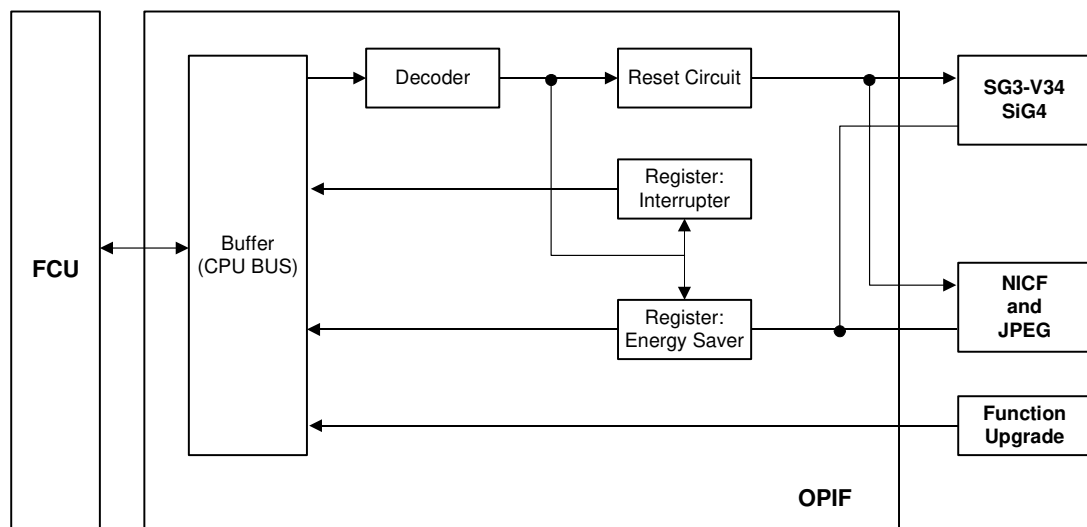 FCU
Buffer
(CPU BUS)
Decoder
Reset Circuit
Register:
Interrupter
Register:
Energy Saver
SG3-V34
SiG4
NICF
and
JPEG
Function
Upgrade
OPIF